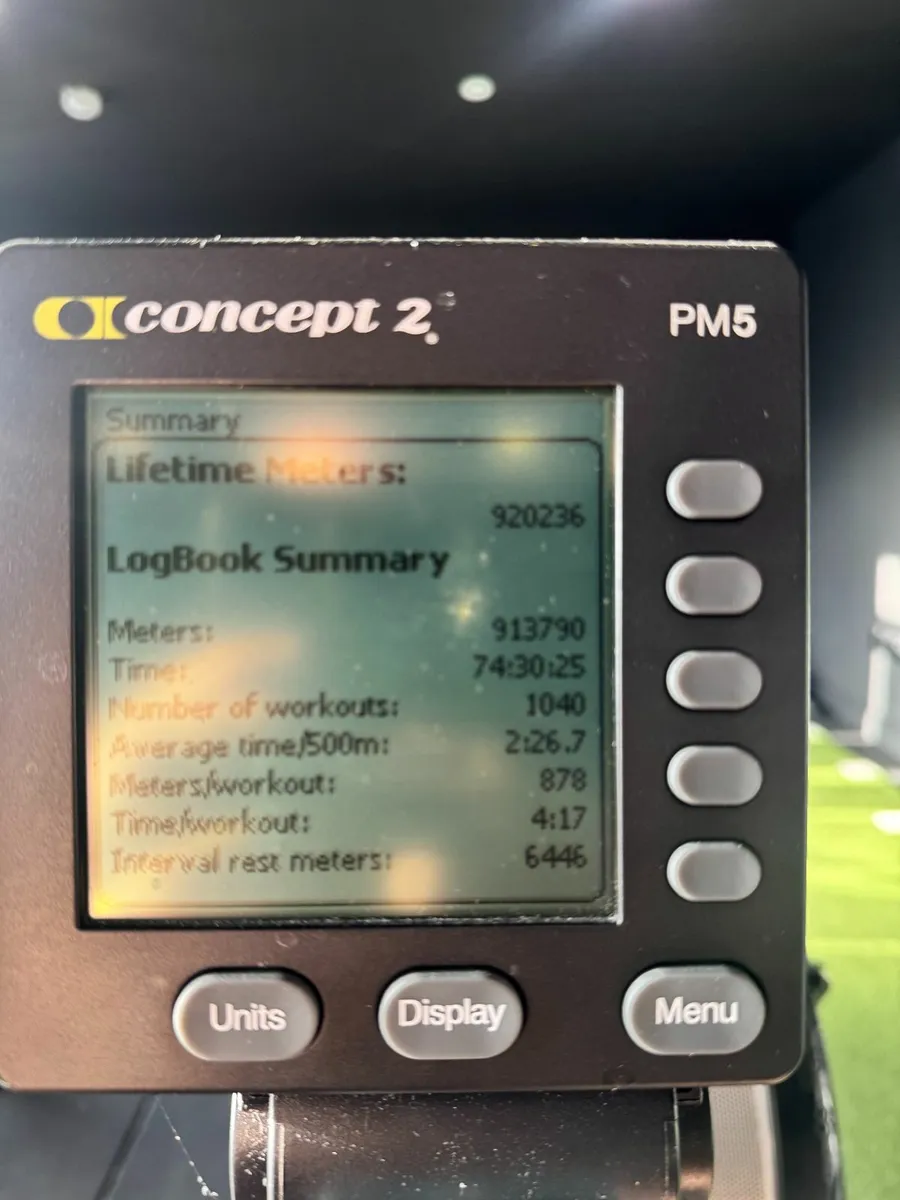 concept 2
PM5
Summary
Lifetime Meters:
920236
LogBook Summary
Meters: 913790
Time: 74:30:25
Number of workouts: 1040
Average time/500m: 2:26.7
Meters/workout: 878
Time/workout: 4:17
Interval rest meters: 6446
Units
Display
Menu